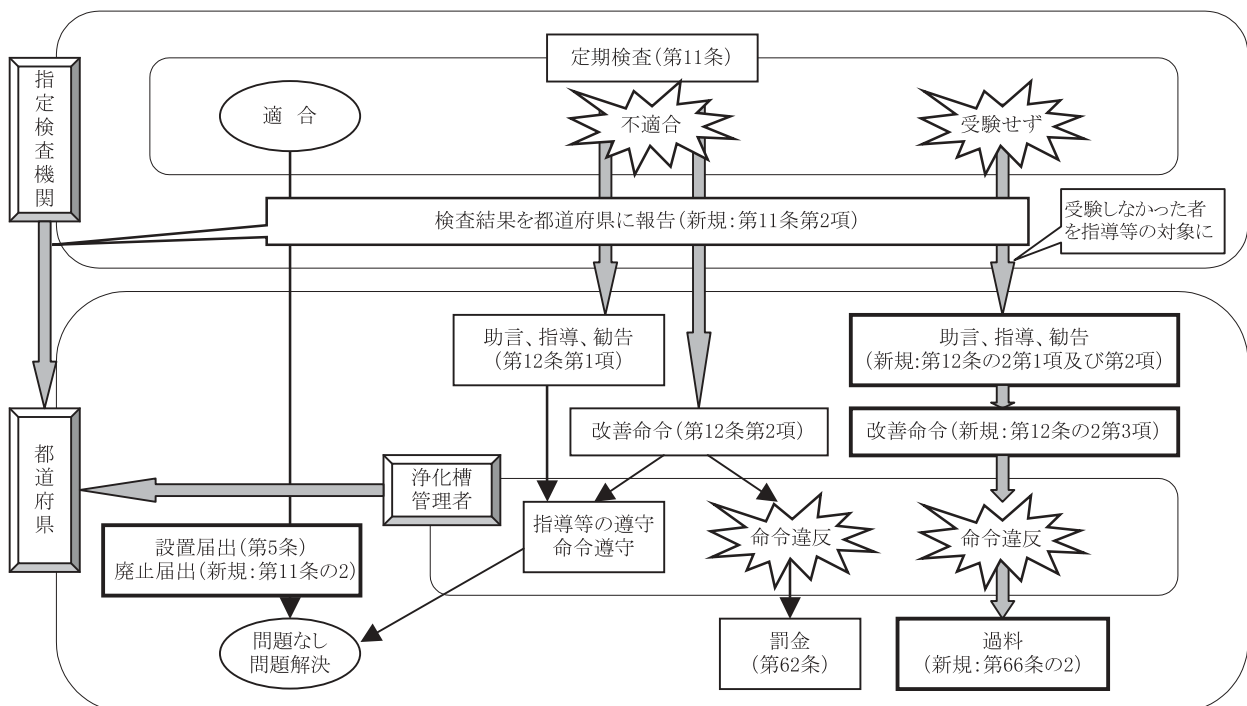 定期検査(第11条)
指定検査機関
適 合
不適合
受験せず
検査結果を都道府県に報告(新規:第11条第2項)
受験しなかった者
を指導等の対象に
助言、指導、勧告
(第12条第1項)
助言、指導、勧告
(新規:第12条の2第1項及び第2項)
改善命令(第12条第2項)
改善命令(新規:第12条の2第3項)
都道府県
浄化槽
管理者
指導等の遵守
命令遵守
命令違反
命令違反
設置届出(第5条)
廃止届出(新規:第11条の2)
問題なし
問題解決
罰金
(第62条)
過料
(新規:第66条の2)